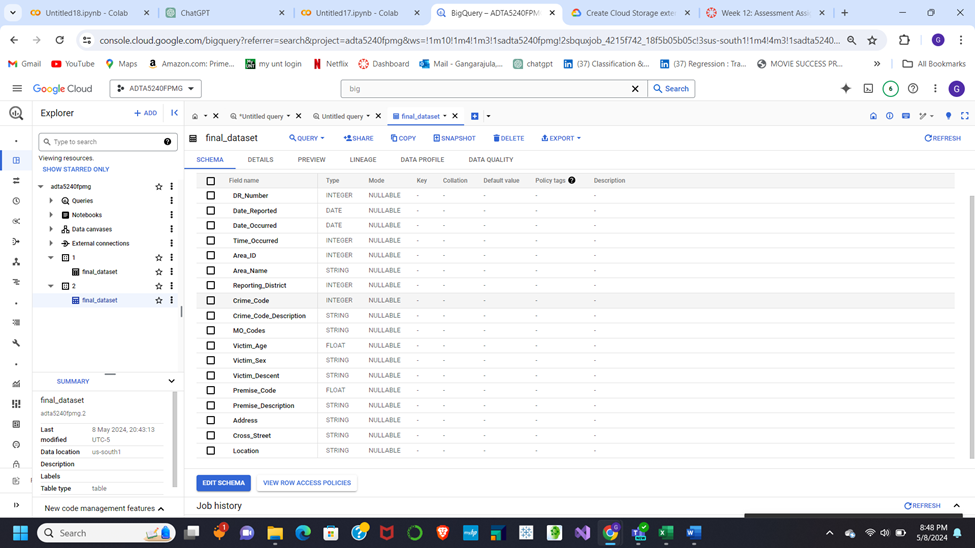 Untitled18.ipynb - Colab
ChatGPT
Untitled17.ipynb - Colab
BigQuery – ADTA5240FPMG
Create Cloud Storage exter
Week 12: Assessment Assi
console.cloud.google.com/bigquery?referrer=search&project=adta5240fpmg&ws=!1m10!1m4!1m3!1sadta5240fpmg!2sbquxjob_4215f742_18f5b05b05c!3sus-south1!1m4!4m3!1sadta5240...
Gmail YouTube Maps Amazon.com: Prime... my unt login Netflix Dashboard Mail - Gangarajula,... chatgpt (37) Classification &... (37) Regression : Tra... MOVIE SUCCESS PR... All Bookmarks
Google Cloud ADTA5240FPMG big Search 6 G
Explorer + ADD
*Untitled query Untitled query final_dataset
Type to search
final_dataset QUERY SHARE COPY SNAPSHOT DELETE EXPORT REFRESH
Viewing resources.
SHOW STARRED ONLY
SCHEMA DETAILS PREVIEW LINEAGE DATA PROFILE DATA QUALITY
adta5240fpmg
Queries
Notebooks
Data canvases
External connections
1
final_dataset
2
final_dataset
Field name Type Mode Key Collation Default value Policy tags Description
DR_Number INTEGER NULLABLE - - - - -
Date_Reported DATE NULLABLE - - - - -
Date_Occurred DATE NULLABLE - - - - -
Time_Occurred INTEGER NULLABLE - - - - -
Area_ID INTEGER NULLABLE - - - - -
Area_Name STRING NULLABLE - - - - -
Reporting_District INTEGER NULLABLE - - - - -
Crime_Code INTEGER NULLABLE - - - - -
Crime_Code_Description STRING NULLABLE - - - - -
MO_Codes STRING NULLABLE - - - - -
Victim_Age FLOAT NULLABLE - - - - -
Victim_Sex STRING NULLABLE - - - - -
Victim_Descent STRING NULLABLE - - - - -
Premise_Code FLOAT NULLABLE - - - - -
Premise_Description STRING NULLABLE - - - - -
Address STRING NULLABLE - - - - -
Cross_Street STRING NULLABLE - - - - -
Location STRING NULLABLE - - - - -
SUMMARY
final_dataset
adta5240fpmg.2
Last modified 8 May 2024, 20:43:13 UTC-5
Data location us-south1
Description
Labels
Table type table
New code management features
EDIT SCHEMA VIEW ROW ACCESS POLICIES
Job history REFRESH
Search
8:48 PM
5/8/2024